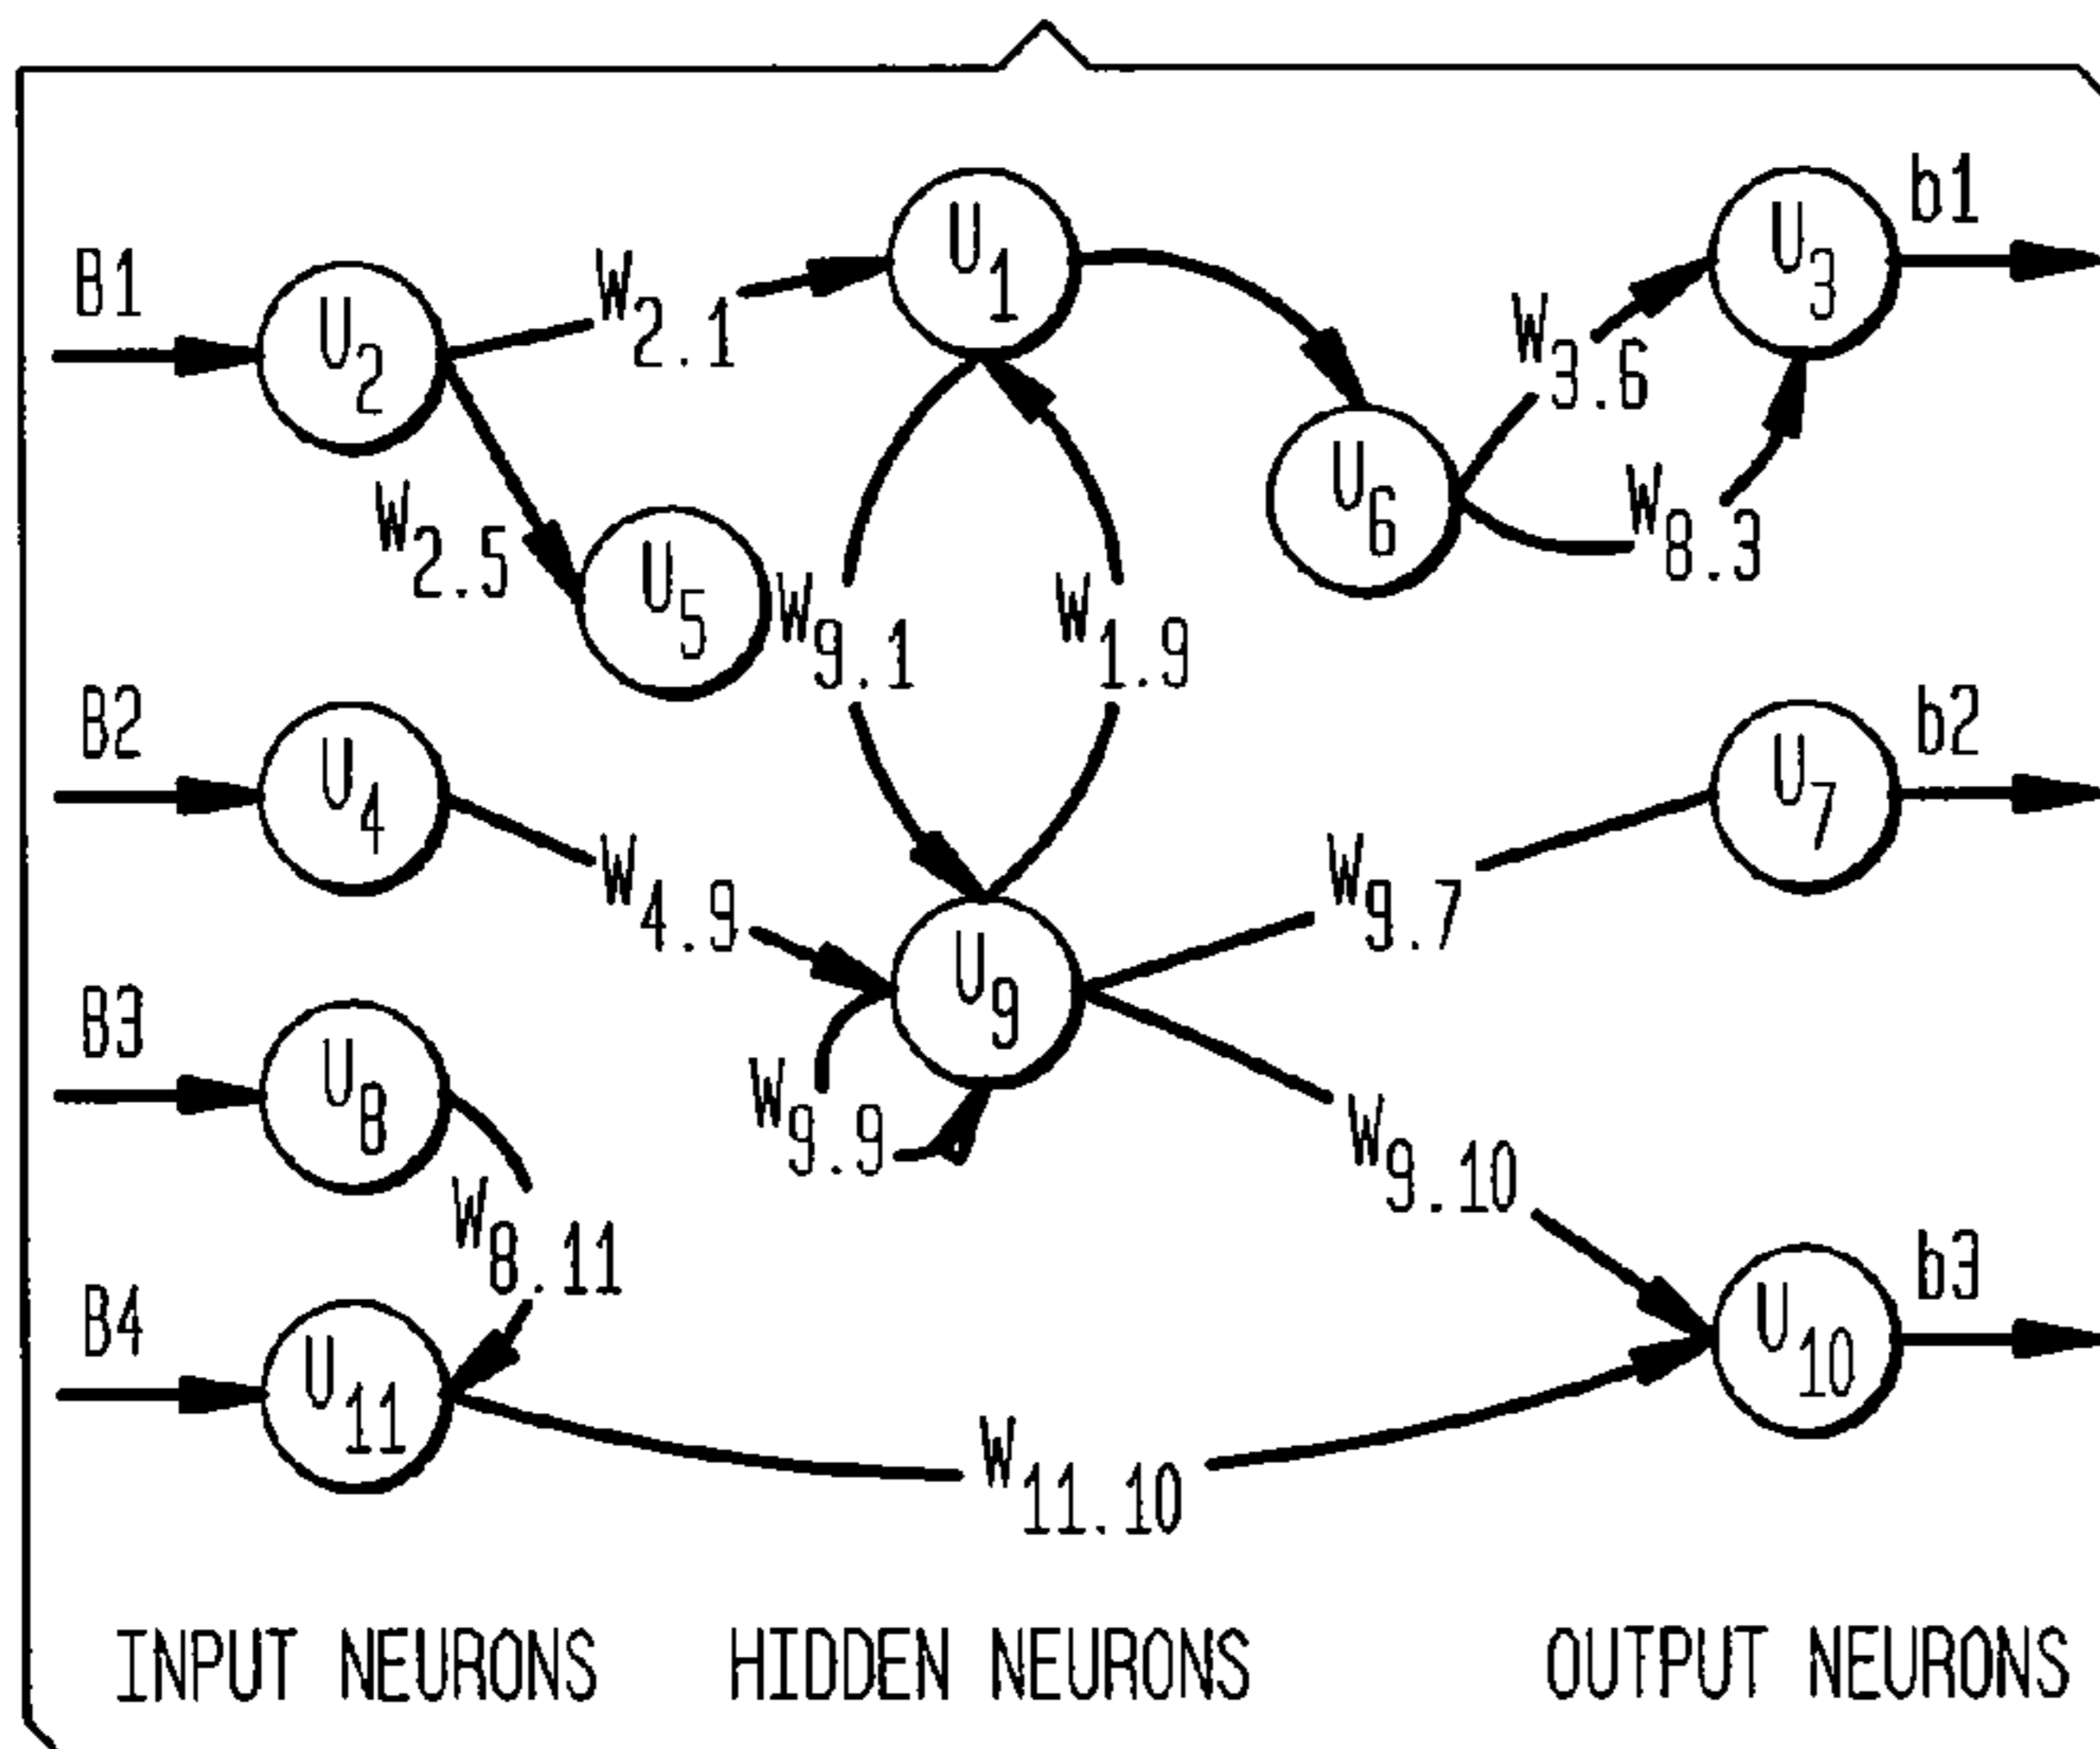 B1
U2
W2.1
U1
U3
b1
W3.6
W2.5
U5
W9.1
W1.9
U6
W8.3
B2
U4
W4.9
U7
b2
W9.7
B3
U8
U9
W9.9
W9.10
W8.11
B4
U11
W11.10
U10
b3
INPUT NEURONS
HIDDEN NEURONS
OUTPUT NEURONS